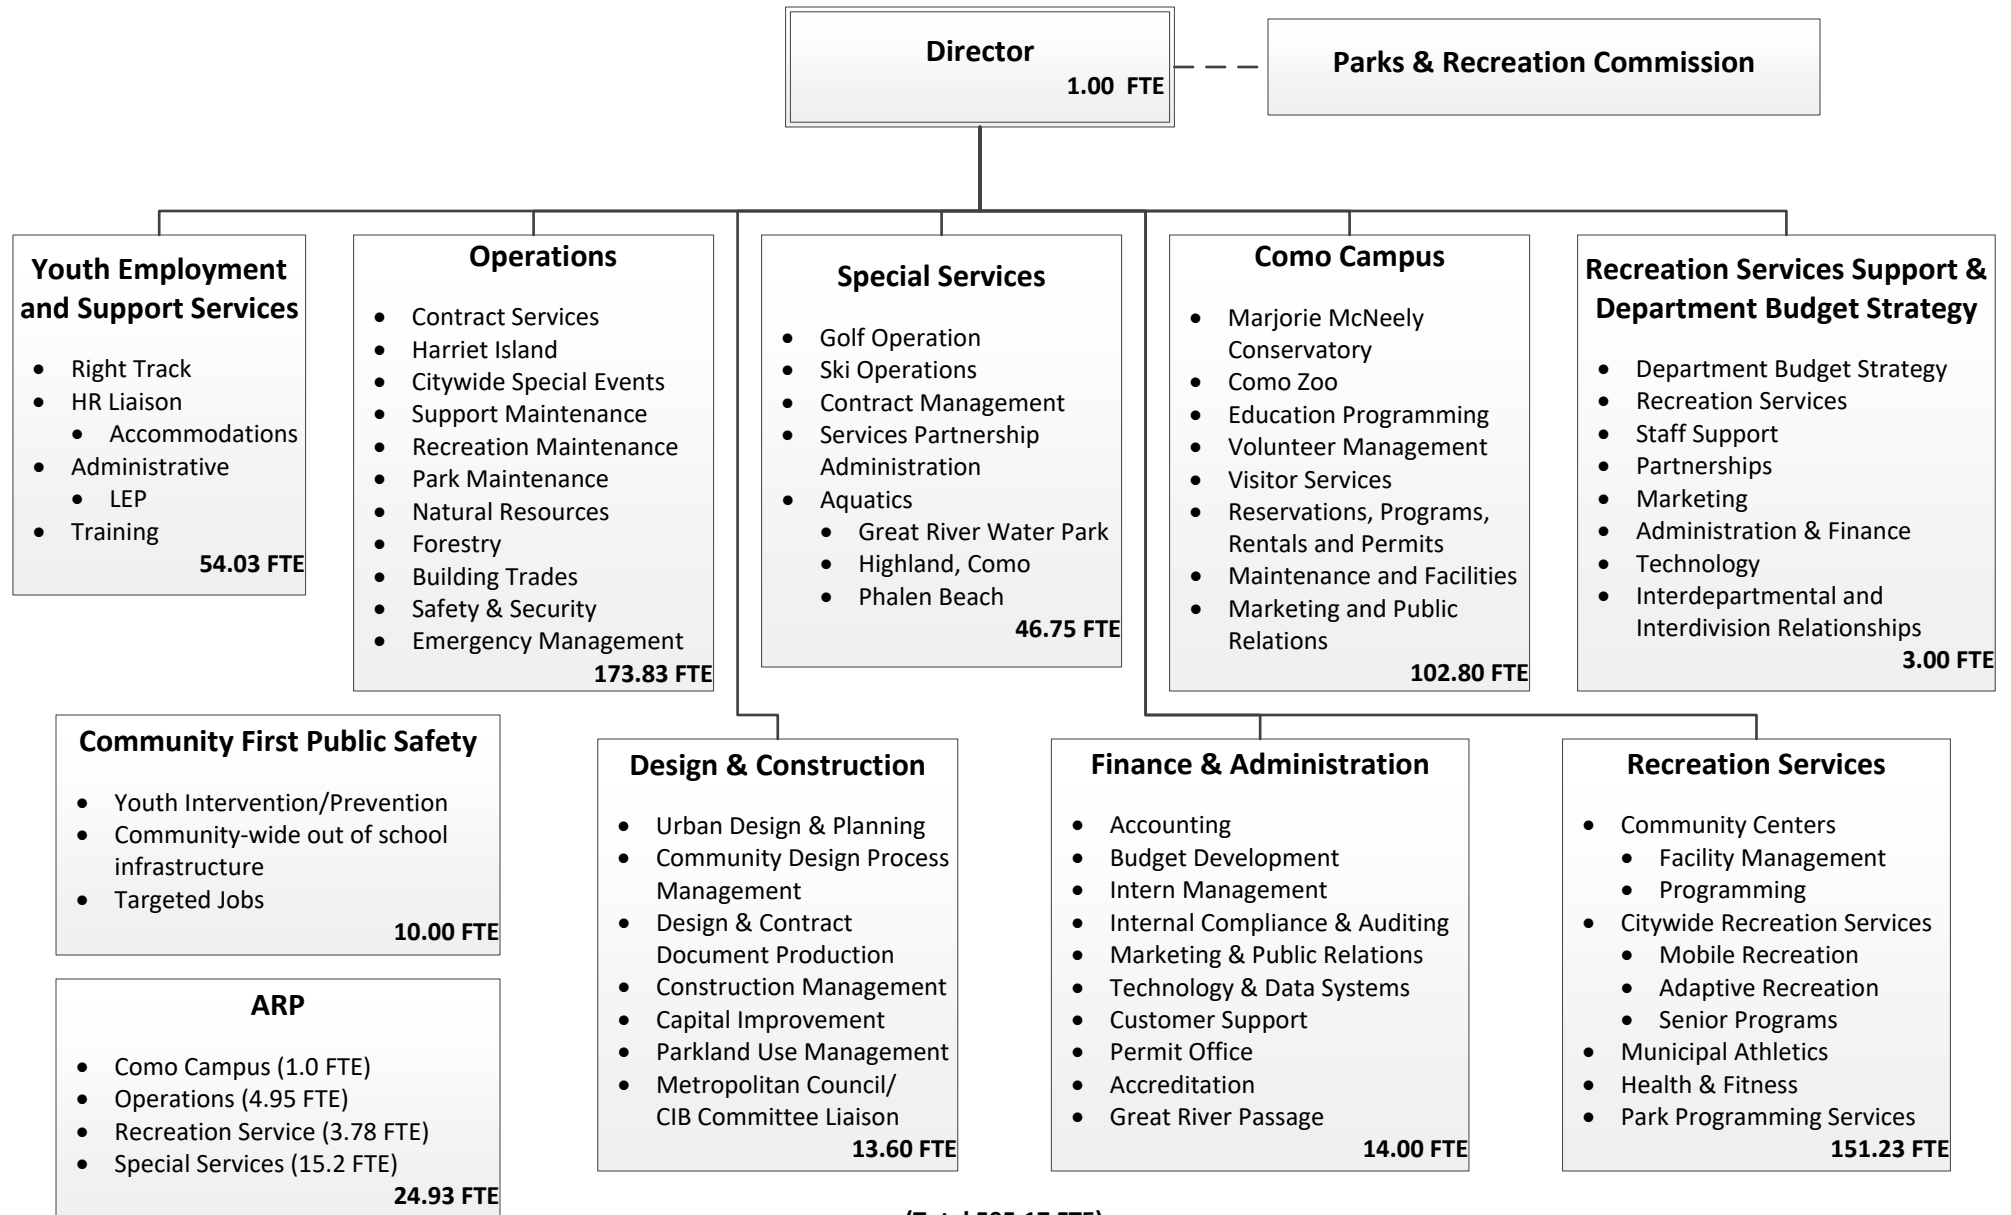 Director
1.00 FTE
Parks & Recreation Commission
Youth Employment
and Support Services
• Right Track
• HR Liaison
• Accommodations
• Administrative
• LEP
• Training
54.03 FTE
Operations
• Contract Services
• Harriet Island
• Citywide Special Events
• Support Maintenance
• Recreation Maintenance
• Park Maintenance
• Natural Resources
• Forestry
• Building Trades
• Safety & Security
• Emergency Management
173.83 FTE
Special Services
• Golf Operation
• Ski Operations
• Contract Management
• Services Partnership
Administration
• Aquatics
• Great River Water Park
• Highland, Como
• Phalen Beach
46.75 FTE
Como Campus
• Marjorie McNeely
Conservatory
• Como Zoo
• Education Programming
• Volunteer Management
• Visitor Services
• Reservations, Programs,
Rentals and Permits
• Maintenance and Facilities
• Marketing and Public
Relations
102.80 FTE
Recreation Services Support &
Department Budget Strategy
• Department Budget Strategy
• Recreation Services
• Staff Support
• Partnerships
• Marketing
• Administration & Finance
• Technology
• Interdepartmental and
Interdivision Relationships
3.00 FTE
Community First Public Safety
• Youth Intervention/Prevention
• Community-wide out of school
infrastructure
• Targeted Jobs
10.00 FTE
ARP
• Como Campus (1.0 FTE)
• Operations (4.95 FTE)
• Recreation Service (3.78 FTE)
• Special Services (15.2 FTE)
24.93 FTE
Design & Construction
• Urban Design & Planning
• Community Design Process
Management
• Design & Contract
Document Production
• Construction Management
• Capital Improvement
• Parkland Use Management
• Metropolitan Council/
CIB Committee Liaison
13.60 FTE
Finance & Administration
• Accounting
• Budget Development
• Intern Management
• Internal Compliance & Auditing
• Marketing & Public Relations
• Technology & Data Systems
• Customer Support
• Permit Office
• Accreditation
• Great River Passage
14.00 FTE
Recreation Services
• Community Centers
• Facility Management
• Programming
• Citywide Recreation Services
• Mobile Recreation
• Adaptive Recreation
• Senior Programs
• Municipal Athletics
• Health & Fitness
• Park Programming Services
151.23 FTE
(Total 595.17 FTE)